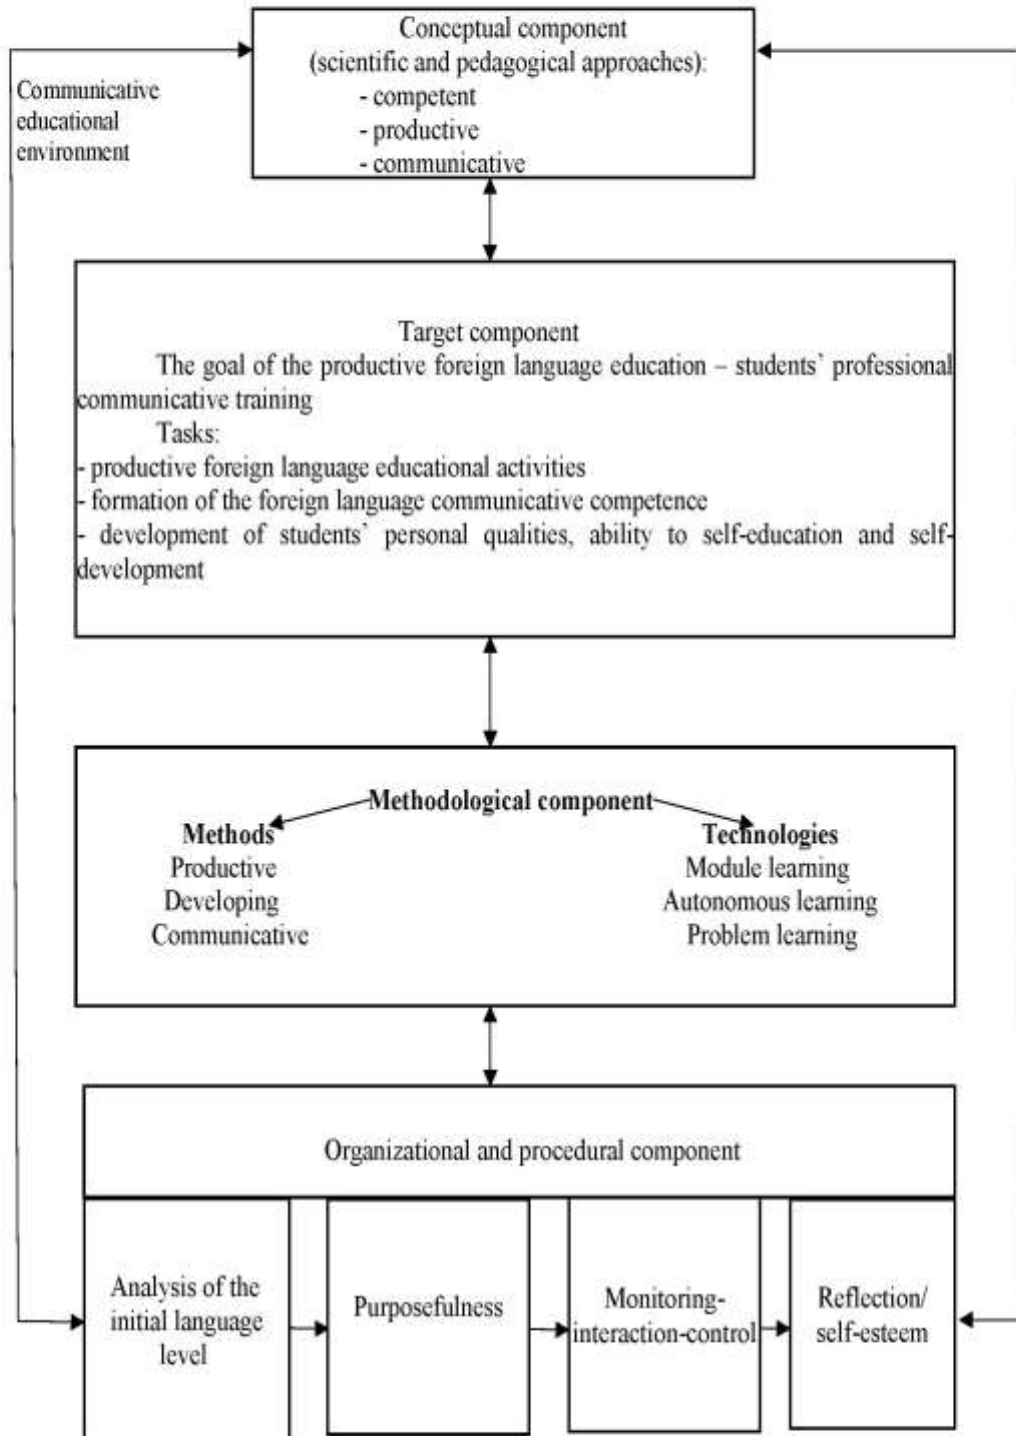 Conceptual component
(scientific and pedagogical approaches):
- competent
- productive
- communicative
Communicative
educational
environment
Target component
The goal of the productive foreign language education – students’ professional
communicative training
Tasks:
- productive foreign language educational activities
- formation of the foreign language communicative competence
- development of students’ personal qualities, ability to self-education and self-
development
Methodological component
Methods
Productive
Developing
Communicative
Technologies
Module learning
Autonomous learning
Problem learning
Organizational and procedural component
Analysis of the
initial language
level
Purposefulness
Monitoring-
interaction-control
Reflection/
self-esteem